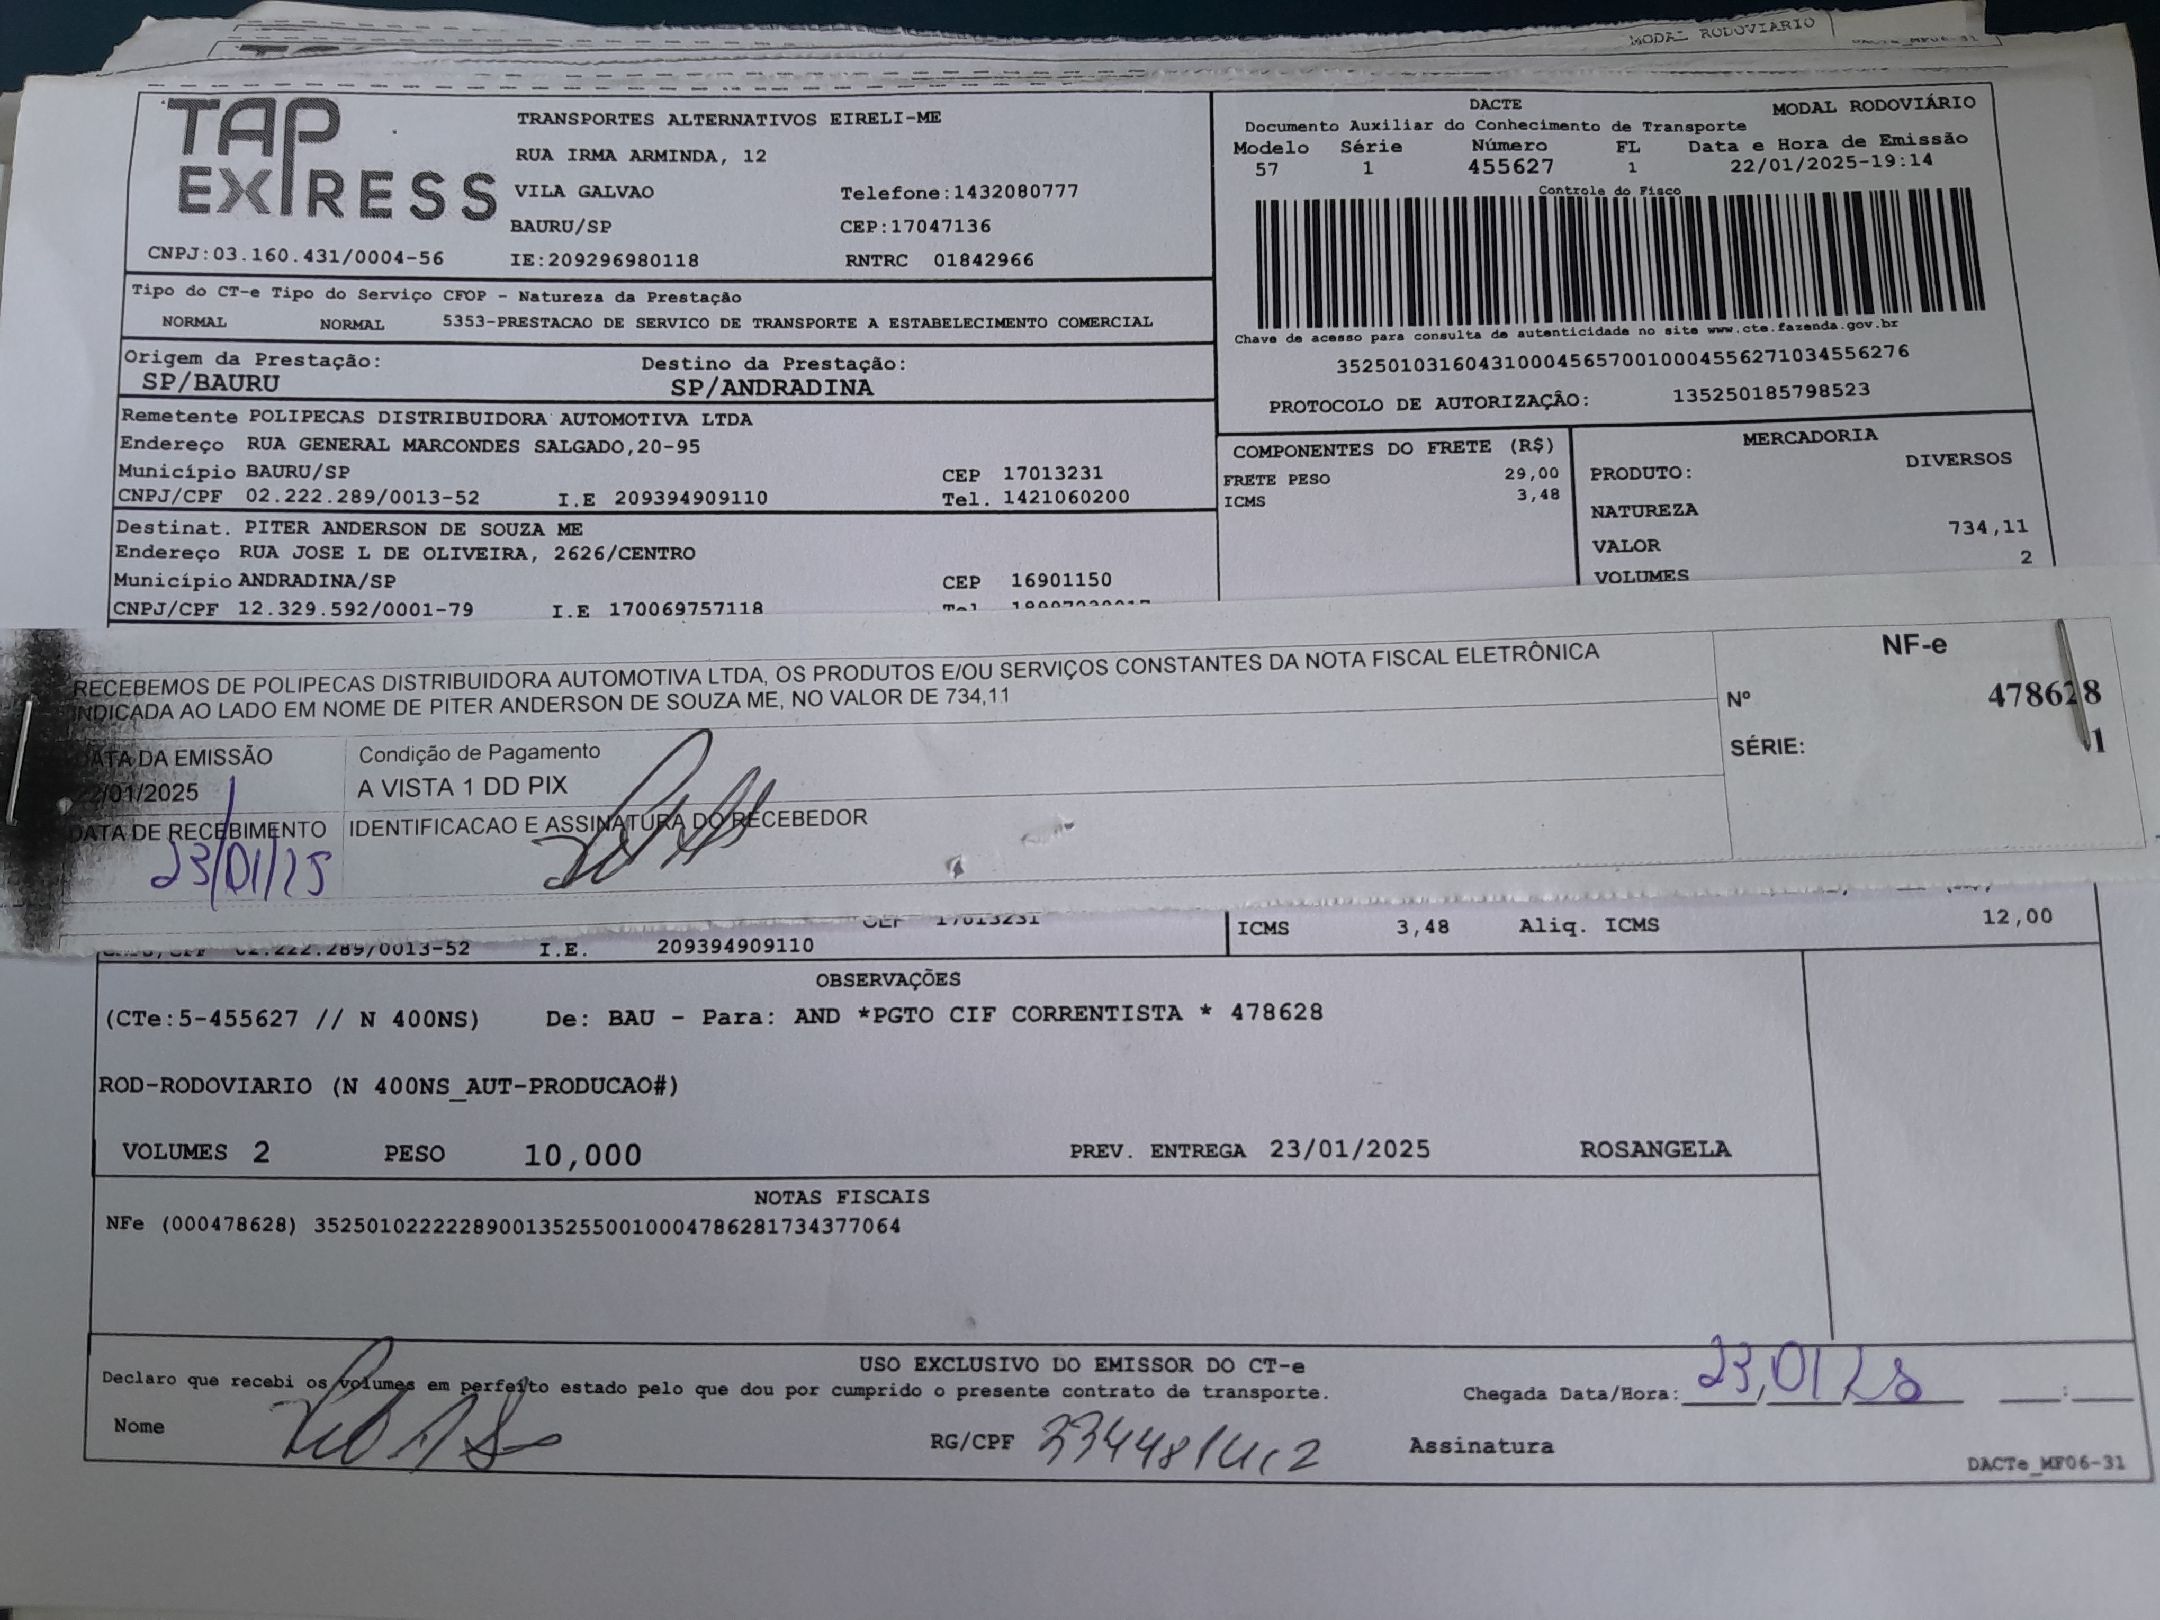 MODAL RODOVIÁRIO
TAP EXPRESS
TRANSPORTES ALTERNATIVOS EIRELI-ME
RUA IRMA ARMINDA, 12
VILA GALVAO Telefone:1432080777
BAURU/SP CEP:17047136
CNPJ:03.160.431/0004-56 IE:209296980118 RNTRC 01842966
DACTE MODAL RODOVIÁRIO
Documento Auxiliar do Conhecimento de Transporte
Modelo Série Número FL Data e Hora de Emissão
57 1 455627 1 22/01/2025-19:14
Controle do Fisco
Chave de acesso para consulta de autenticidade no site www.cte.fazenda.gov.br
35250103160431000456570010004556271034556276
PROTOCOLO DE AUTORIZAÇÃO: 135250185798523
Tipo do CT-e Tipo do Serviço CFOP - Natureza da Prestação
NORMAL NORMAL 5353-PRESTACAO DE SERVICO DE TRANSPORTE A ESTABELECIMENTO COMERCIAL
Origem da Prestação: Destino da Prestação:
SP/BAURU SP/ANDRADINA
Remetente POLIPECAS DISTRIBUIDORA AUTOMOTIVA LTDA
Endereço RUA GENERAL MARCONDES SALGADO,20-95
Município BAURU/SP CEP 17013231
CNPJ/CPF 02.222.289/0013-52 I.E 209394909110 Tel. 1421060200
Destinat. PITER ANDERSON DE SOUZA ME
Endereço RUA JOSE L DE OLIVEIRA, 2626/CENTRO
Município ANDRADINA/SP CEP 16901150
CNPJ/CPF 12.329.592/0001-79 I.E 170069757118 Tel
COMPONENTES DO FRETE (R$)
FRETE PESO 29,00
ICMS 3,48
MERCADORIA
PRODUTO: DIVERSOS
NATUREZA
VALOR 734,11
VOLUMES 2
RECEBEMOS DE POLIPECAS DISTRIBUIDORA AUTOMOTIVA LTDA, OS PRODUTOS E/OU SERVIÇOS CONSTANTES DA NOTA FISCAL ELETRÔNICA
INDICADA AO LADO EM NOME DE PITER ANDERSON DE SOUZA ME, NO VALOR DE 734,11
NF-e
Nº 478628
SÉRIE: 1
DATA DA EMISSÃO Condição de Pagamento
22/01/2025 A VISTA 1 DD PIX
DATA DE RECEBIMENTO IDENTIFICACAO E ASSINATURA DO RECEBEDOR
23/01/25
CEP 17013231
CNPJ/CPF 02.222.289/0013-52 I.E. 209394909110
ICMS 3,48 Aliq. ICMS 12,00
OBSERVAÇÕES
(CTe:5-455627 // N 400NS) De: BAU - Para: AND *PGTO CIF CORRENTISTA * 478628
ROD-RODOVIARIO (N 400NS_AUT-PRODUCAO#)
VOLUMES 2 PESO 10,000 PREV. ENTREGA 23/01/2025 ROSANGELA
NOTAS FISCAIS
NFe (000478628) 35250102222289001352550010004786281734377064
USO EXCLUSIVO DO EMISSOR DO CT-e
Declaro que recebi os volumes em perfeito estado pelo que dou por cumprido o presente contrato de transporte. Chegada Data/Hora: 23,01 25
Nome RG/CPF Assinatura
DACTe_MF06-31